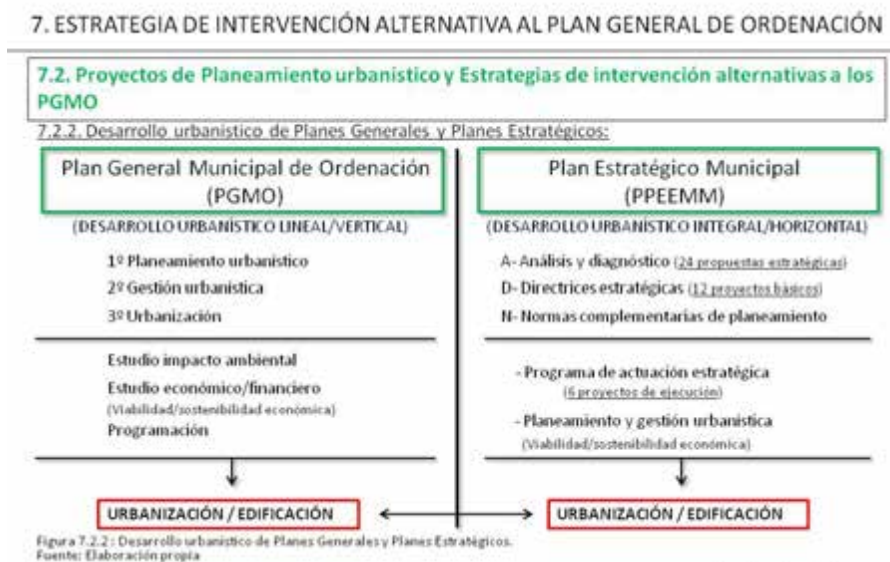 7. ESTRATEGIA DE INTERVENCIÓN ALTERNATIVA AL PLAN GENERAL DE ORDENACIÓN
7.2. Proyectos de Planeamiento urbanístico y Estrategias de intervención alternativas a los
PGMO
7.2.2. Desarrollo urbanístico de Planes Generales y Planes Estratégicos:
Plan General Municipal de Ordenación
(PGMO)
(DESARROLLO URBANÍSTICO LINEAL/VERTICAL)
1º Planeamiento urbanístico
2º Gestión urbanística
3º Urbanización
Estudio impacto ambiental
Estudio económico/financiero
(Viabilidad/sostenibilidad económica)
Programación
URBANIZACIÓN / EDIFICACIÓN
Plan Estratégico Municipal
(PPEEMM)
(DESARROLLO URBANÍSTICO INTEGRAL/HORIZONTAL)
A- Análisis y diagnóstico (24 propuestas estratégicas)
D- Directrices estratégicas (12 proyectos básicos)
N- Normas complementarias de planeamiento
- Programa de actuación estratégica
(6 proyectos de ejecución)
- Planeamiento y gestión urbanística
(Viabilidad/sostenibilidad económica)
URBANIZACIÓN / EDIFICACIÓN
Figura 7.2.2: Desarrollo urbanístico de Planes Generales y Planes Estratégicos.
Fuente: Elaboración propia